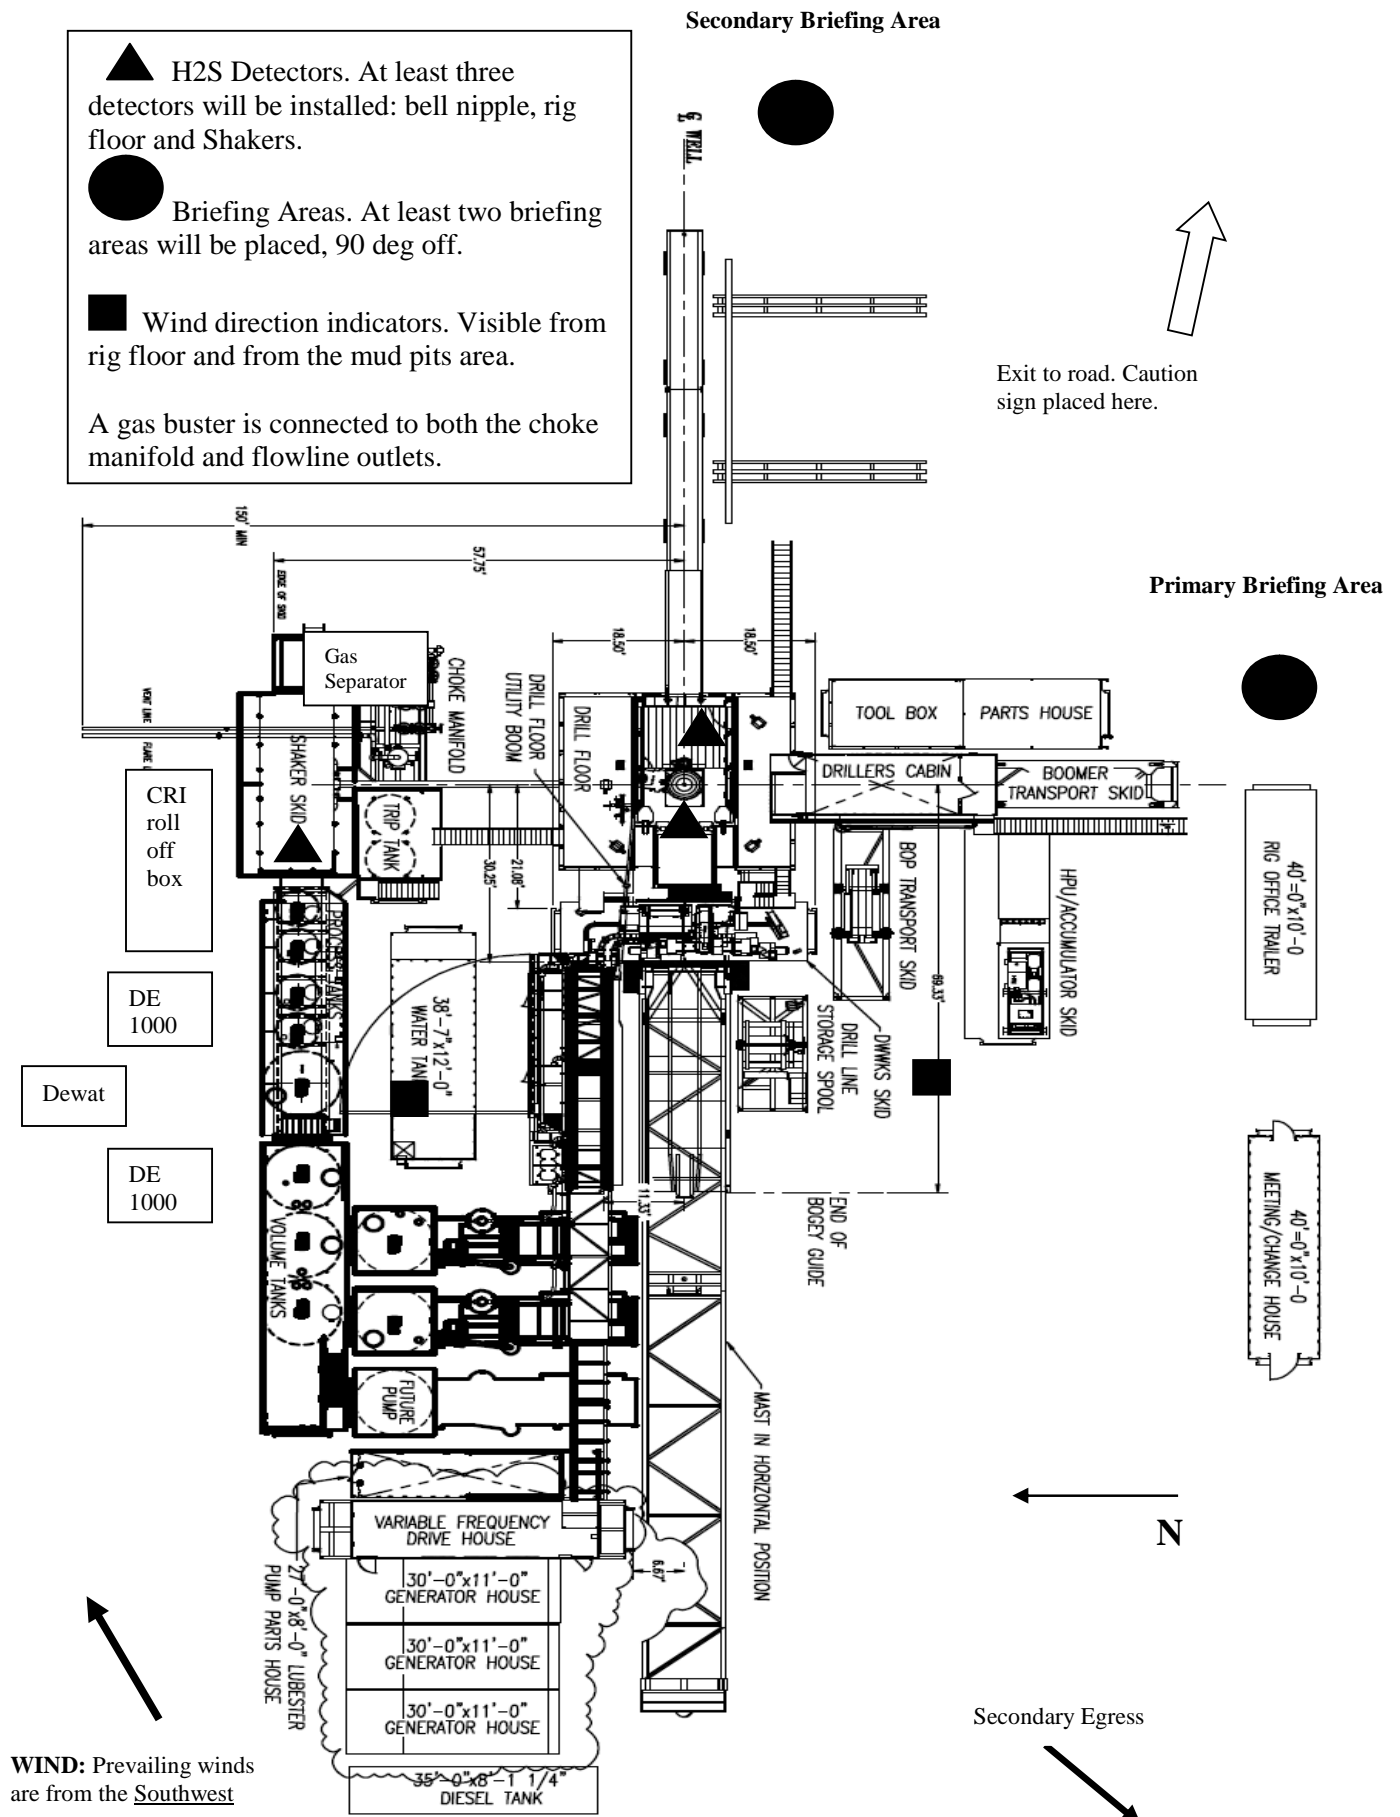 Secondary Briefing Area
H2S Detectors. At least three
detectors will be installed: bell nipple, rig
floor and Shakers.
Briefing Areas. At least two briefing
areas will be placed, 90 deg off.
Wind direction indicators. Visible from
rig floor and from the mud pits area.
A gas buster is connected to both the choke
manifold and flowline outlets.
WELL
Exit to road. Caution
sign placed here.
150' MIN
57.75'
EDGE OF SKID
Primary Briefing Area
18.50'
18.50'
Gas
Separator
CHOKE MANIFOLD
DRILL FLOOR
UTILITY BOOM
DRILL FLOOR
TOOL BOX
PARTS HOUSE
VENT LINE
SHAKER SKID
DRILLERS CABIN
BOOMER
TRANSPORT SKID
CRI
roll
off
box
TRIP TANK
30.25'
21.08'
BOP TRANSPORT SKID
HPU/ACCUMULATOR SKID
40'=0"x10'-0
RIG OFFICE TRAILER
PROCESS TANKS
69.33'
DE
1000
38'-7"x12'-0"
WATER TANK
DRILL LINE
STORAGE SPOOL
DWWKS SKID
Dewat
DE
1000
VOLUME TANKS
11.33'
END OF
BOGEY GUIDE
40'=0"x10'-0
MEETING/CHANGE HOUSE
FUTURE
PUMP
MAST IN HORIZONTAL POSITION
N
VARIABLE FREQUENCY
DRIVE HOUSE
6.67'
27'-0"x8'-0" LUBESTER
PUMP PARTS HOUSE
30'-0"x11'-0"
GENERATOR HOUSE
30'-0"x11'-0"
GENERATOR HOUSE
30'-0"x11'-0"
GENERATOR HOUSE
35'-0"x8'-1 1/4"
DIESEL TANK
WIND: Prevailing winds
are from the Southwest
Secondary Egress